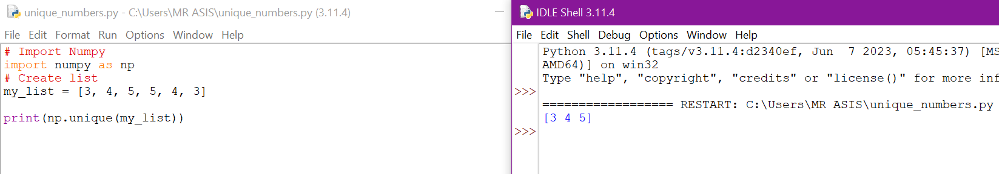 unique_numbers.py - C:\Users\MR ASIS\unique_numbers.py (3.11.4)
File Edit Format Run Options Window Help
# Import Numpy
import numpy as np
# Create list
my_list = [3, 4, 5, 5, 4, 3]
print(np.unique(my_list))
IDLE Shell 3.11.4
File Edit Shell Debug Options Window Help
Python 3.11.4 (tags/v3.11.4:d2340ef, Jun  7 2023, 05:45:37) [MS
AMD64)] on win32
Type "help", "copyright", "credits" or "license()" for more inf
>>>
================== RESTART: C:\Users\MR ASIS\unique_numbers.py
[3 4 5]
>>>